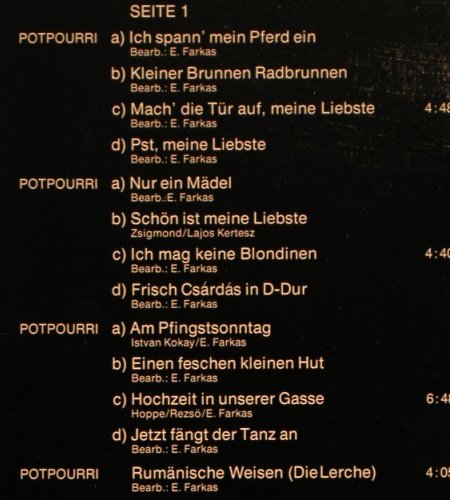 SEITE 1
POTPOURRI a) Ich spann' mein Pferd ein
Bearb.: E. Farkas
b) Kleiner Brunnen Radbrunnen
Bearb.: E. Farkas
c) Mach' die Tür auf, meine Liebste 4:48
Bearb.: E. Farkas
d) Pst, meine Liebste
Bearb.: E. Farkas
POTPOURRI a) Nur ein Mädel
Bearb.: E. Farkas
b) Schön ist meine Liebste
Zsigmond/Lajos Kertesz
c) Ich mag keine Blondinen 4:40
Bearb.: E. Farkas
d) Frisch Csárdás in D-Dur
Bearb.: E. Farkas
POTPOURRI a) Am Pfingstsonntag
Istvan Kokay/E. Farkas
b) Einen feschen kleinen Hut
Bearb.: E. Farkas
c) Hochzeit in unserer Gasse 6:48
Hoppe/Rezsö/E. Farkas
d) Jetzt fängt der Tanz an
Bearb.: E. Farkas
POTPOURRI Rumänische Weisen (Die Lerche) 4:05
Bearb.: E. Farkas